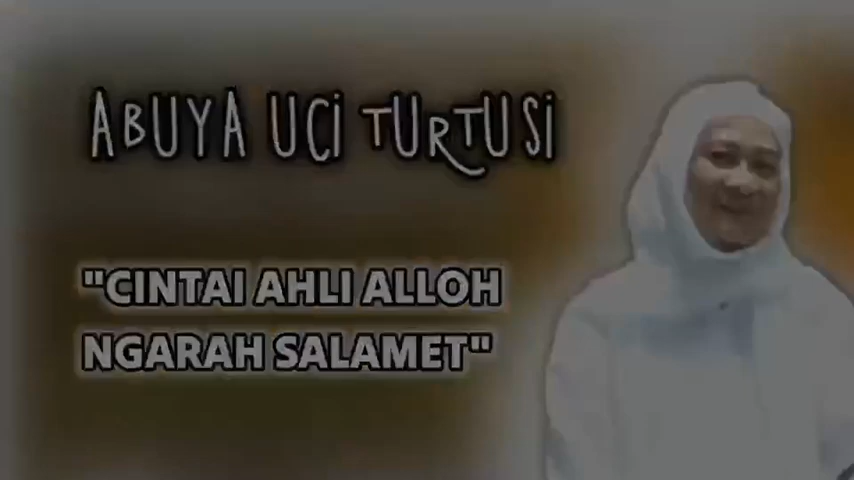 ABUYA UCI TURTUSI
"CINTAI AHLI ALLOH
NGARAH SALAMET"